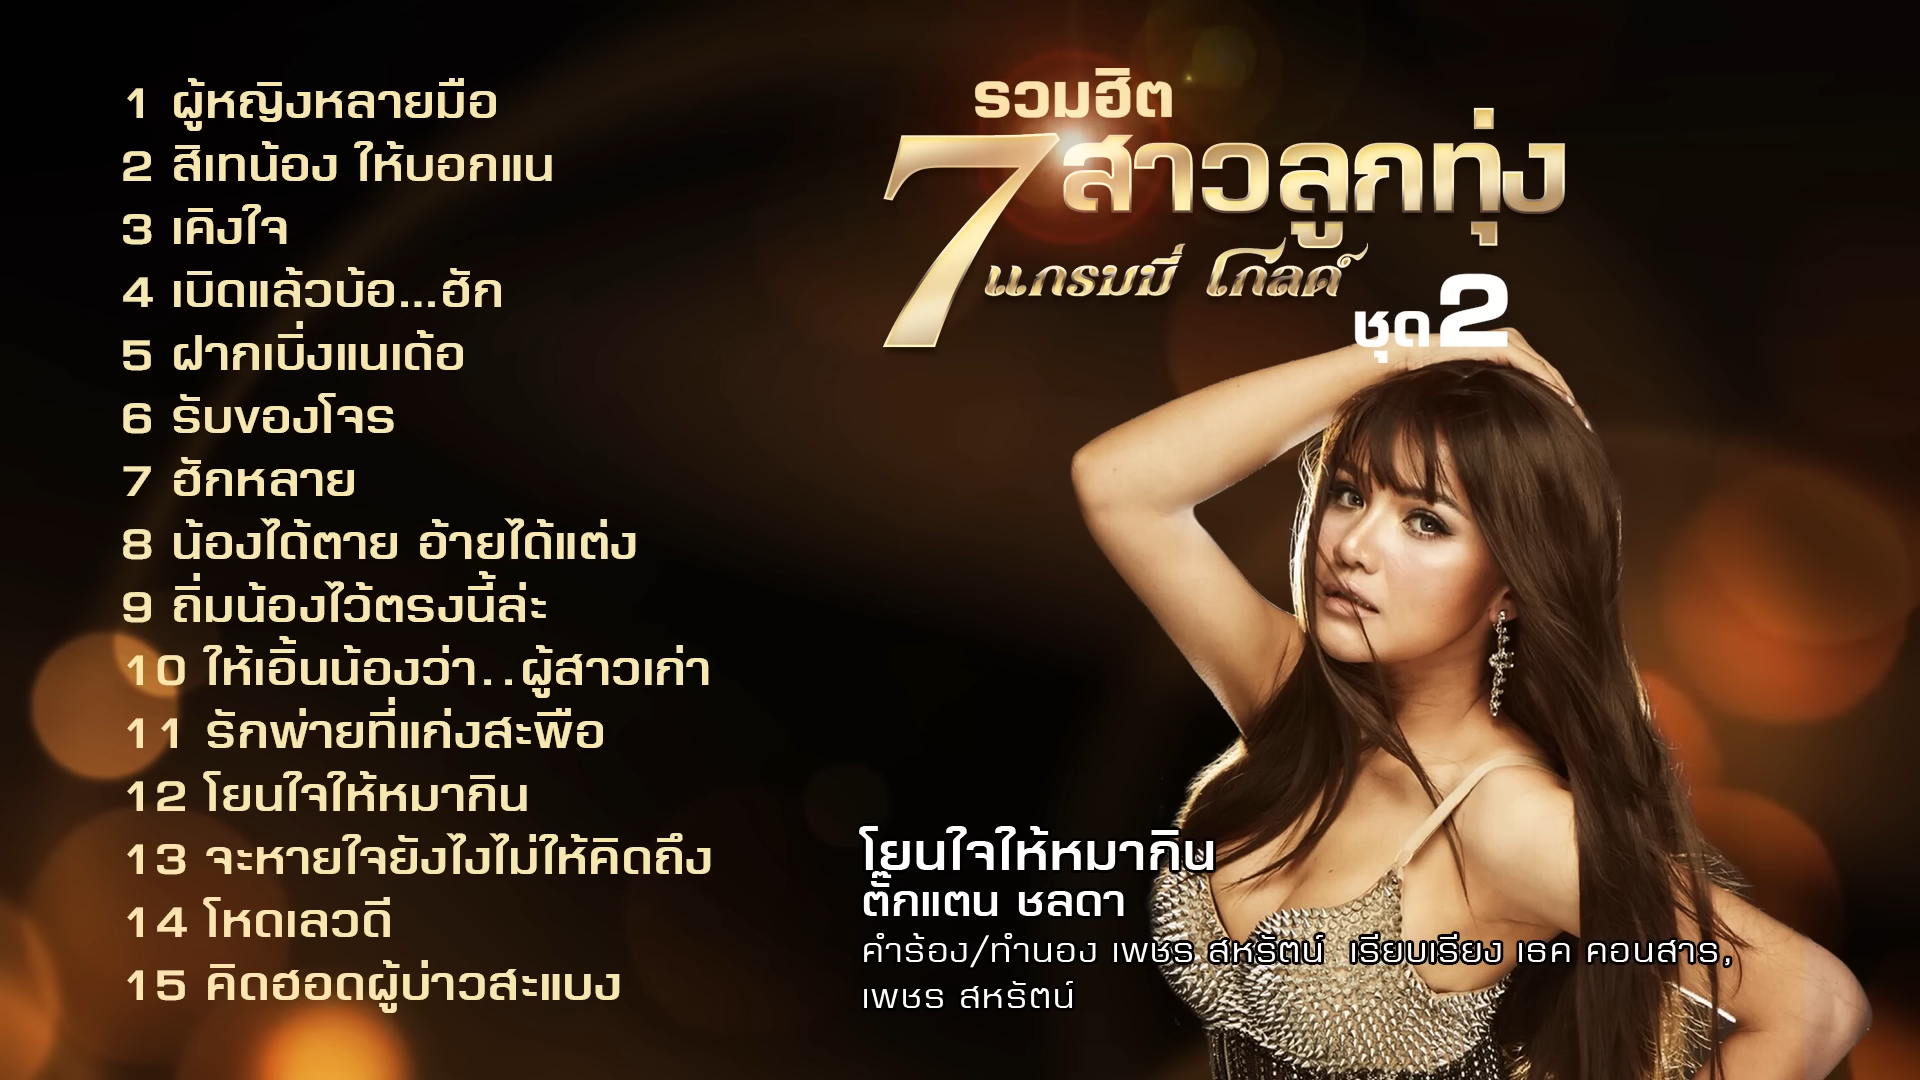 1 ผู้หญิงหลายมือ
2 สิเทน้อง ให้บอกแน
3 เคิงใจ
4 เบิดแล้วบ้อ...ฮัก
5 ฝากเบิ่งแนเด้อ
6 รับของโจร
7 ฮักหลาย
8 น้องได้ตาย อ้ายได้แต่ง
9 ถิ่มน้องไว้ตรงนี้ล่ะ
10 ให้เอิ้นน้องว่า..ผู้สาวเก่า
11 รักพ่ายที่แก่งสะพือ
12 โยนใจให้หมากิน
13 จะหายใจยังไงไม่ให้คิดถึง
14 โหดเลวดี
15 คิดฮอดผู้บ่าวสะแบง
รวมฮิต
7 สาวลูกทุ่ง
แกรมมี่ โกลด์
ชุด 2
โยนใจให้หมากิน
ตั๊กแตน ชลดา
คำร้อง/ทำนอง เพชร สหรัตน์ เรียบเรียง เธค คอนสาร,
เพชร สหรัตน์